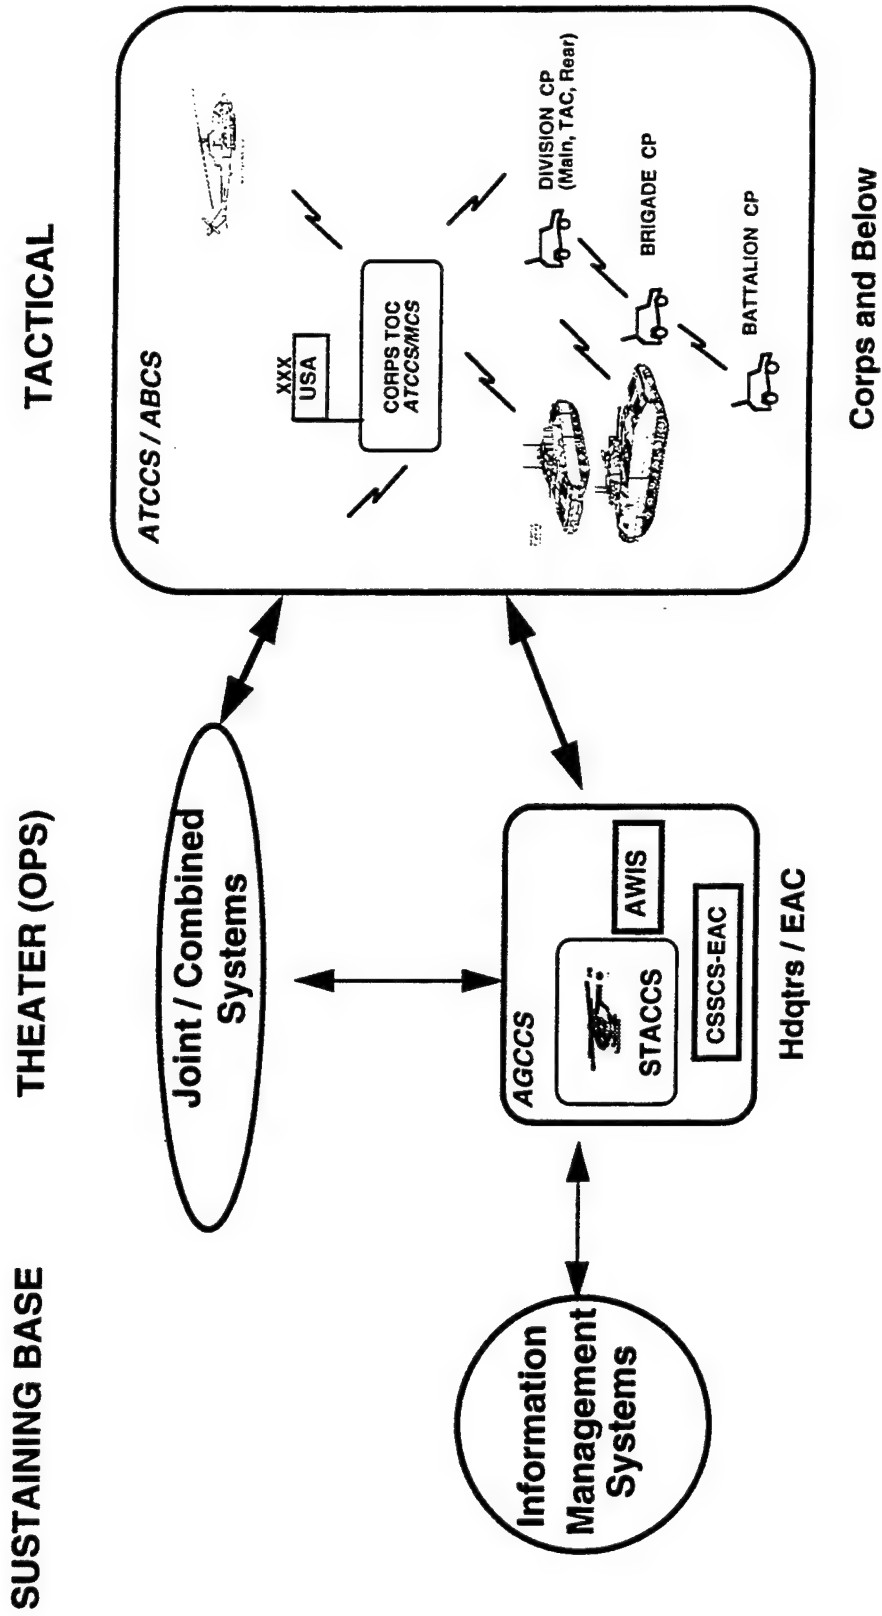 SUSTAINING BASE
THEATER (OPS)
TACTICAL
Information
Management
Systems
Joint / Combined
Systems
AGCCS
STACCS
AWIS
CSSCS-EAC
Hdqtrs / EAC
ATCCS / ABCS
XXX
USA
CORPS TOC
ATCCS/MCS
DIVISION CP
(Main, TAC, Rear)
BRIGADE CP
BATTALION CP
Corps and Below